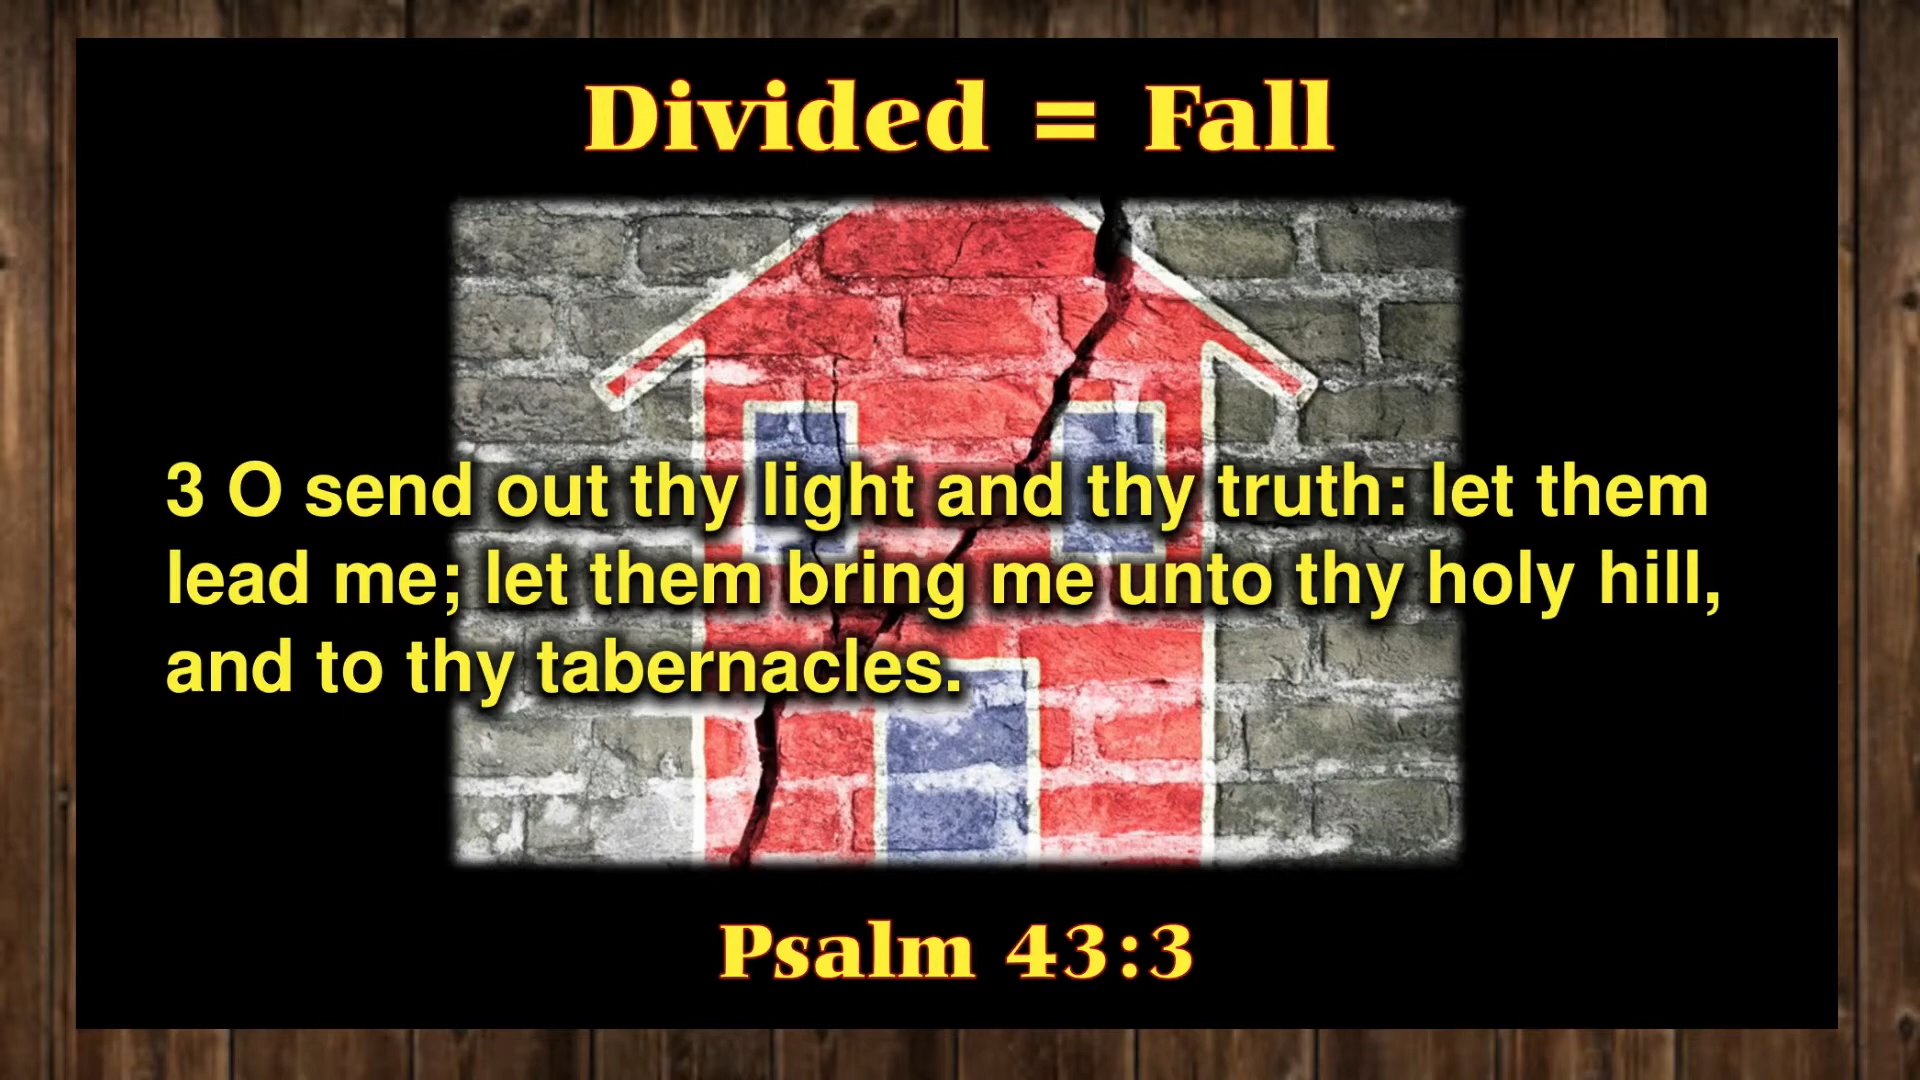 Divided = Fall
3 O send out thy light and thy truth: let them
lead me; let them bring me unto thy holy hill,
and to thy tabernacles.
Psalm 43:3